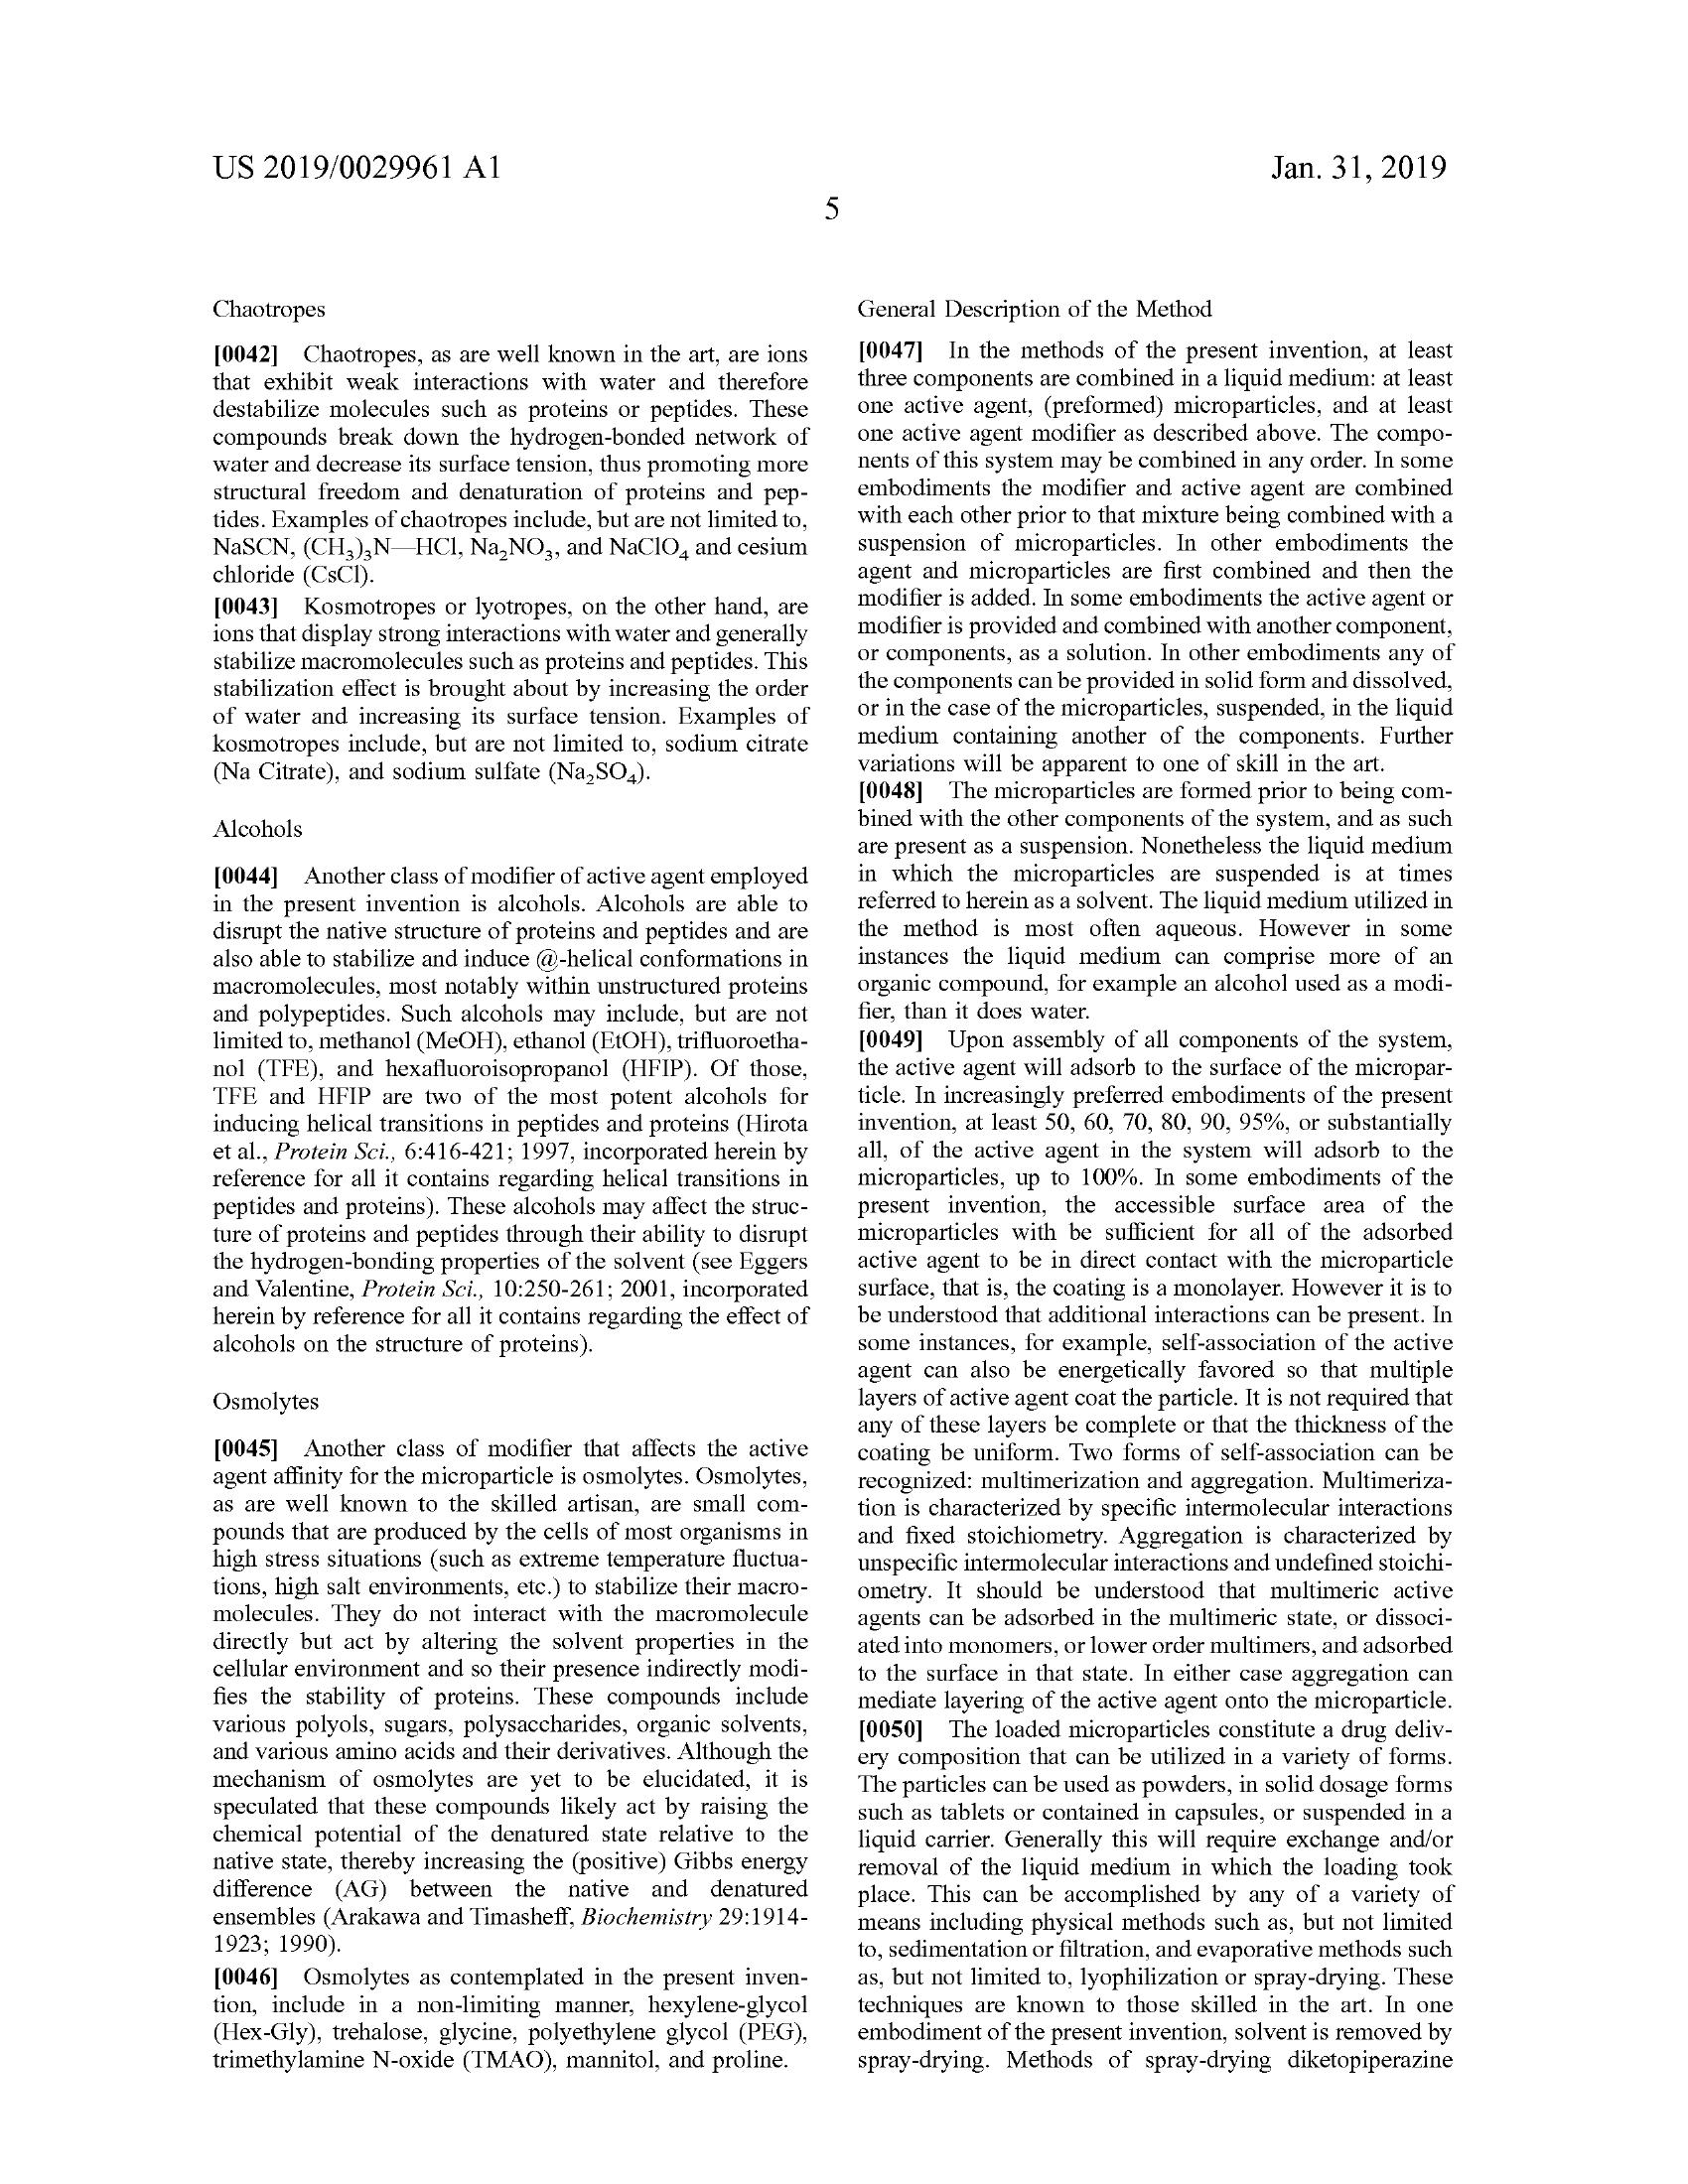 US 2019/0029961 A1
Jan. 31, 2019
5
Chaotropes
[0042] Chaotropes, as are well known in the art, are ions
that exhibit weak interactions with water and therefore
destabilize molecules such as proteins or peptides. These
compounds break down the hydrogen-bonded network of
water and decrease its surface tension, thus promoting more
structural freedom and denaturation of proteins and pep-
tides. Examples of chaotropes include, but are not limited to,
NaSCN, (CH₃)₃N—HCl, Na₂NO₃, and NaClO₄ and cesium
chloride (CsCl).
[0043] Kosmotropes or lyotropes, on the other hand, are
ions that display strong interactions with water and generally
stabilize macromolecules such as proteins and peptides. This
stabilization effect is brought about by increasing the order
of water and increasing its surface tension. Examples of
kosmotropes include, but are not limited to, sodium citrate
(Na Citrate), and sodium sulfate (Na₂SO₄).
Alcohols
[0044] Another class of modifier of active agent employed
in the present invention is alcohols. Alcohols are able to
disrupt the native structure of proteins and peptides and are
also able to stabilize and induce @-helical conformations in
macromolecules, most notably within unstructured proteins
and polypeptides. Such alcohols may include, but are not
limited to, methanol (MeOH), ethanol (EtOH), trifluoroetha-
nol (TFE), and hexafluoroisopropanol (HFIP). Of those,
TFE and HFIP are two of the most potent alcohols for
inducing helical transitions in peptides and proteins (Hirota
et al., Protein Sci., 6:416-421; 1997, incorporated herein by
reference for all it contains regarding helical transitions in
peptides and proteins). These alcohols may affect the struc-
ture of proteins and peptides through their ability to disrupt
the hydrogen-bonding properties of the solvent (see Eggers
and Valentine, Protein Sci., 10:250-261; 2001, incorporated
herein by reference for all it contains regarding the effect of
alcohols on the structure of proteins).
Osmolytes
[0045] Another class of modifier that affects the active
agent affinity for the microparticle is osmolytes. Osmolytes,
as are well known to the skilled artisan, are small com-
pounds that are produced by the cells of most organisms in
high stress situations (such as extreme temperature fluctua-
tions, high salt environments, etc.) to stabilize their macro-
molecules. They do not interact with the macromolecule
directly but act by altering the solvent properties in the
cellular environment and so their presence indirectly modi-
fies the stability of proteins. These compounds include
various polyols, sugars, polysaccharides, organic solvents,
and various amino acids and their derivatives. Although the
mechanism of osmolytes are yet to be elucidated, it is
speculated that these compounds likely act by raising the
chemical potential of the denatured state relative to the
native state, thereby increasing the (positive) Gibbs energy
difference (AG) between the native and denatured
ensembles (Arakawa and Timasheff, Biochemistry 29:1914-
1923; 1990).
[0046] Osmolytes as contemplated in the present inven-
tion, include in a non-limiting manner, hexylene-glycol
(Hex-Gly), trehalose, glycine, polyethylene glycol (PEG),
trimethylamine N-oxide (TMAO), mannitol, and proline.
General Description of the Method
[0047] In the methods of the present invention, at least
three components are combined in a liquid medium: at least
one active agent, (preformed) microparticles, and at least
one active agent modifier as described above. The compo-
nents of this system may be combined in any order. In some
embodiments the modifier and active agent are combined
with each other prior to that mixture being combined with a
suspension of microparticles. In other embodiments the
agent and microparticles are first combined and then the
modifier is added. In some embodiments the active agent or
modifier is provided and combined with another component,
or components, as a solution. In other embodiments any of
the components can be provided in solid form and dissolved,
or in the case of the microparticles, suspended, in the liquid
medium containing another of the components. Further
variations will be apparent to one of skill in the art.
[0048] The microparticles are formed prior to being com-
bined with the other components of the system, and as such
are present as a suspension. Nonetheless the liquid medium
in which the microparticles are suspended is at times
referred to herein as a solvent. The liquid medium utilized in
the method is most often aqueous. However in some
instances the liquid medium can comprise more of an
organic compound, for example an alcohol used as a modi-
fier, than it does water.
[0049] Upon assembly of all components of the system,
the active agent will adsorb to the surface of the micropar-
ticle. In increasingly preferred embodiments of the present
invention, at least 50, 60, 70, 80, 90, 95%, or substantially
all, of the active agent in the system will adsorb to the
microparticles, up to 100%. In some embodiments of the
present invention, the accessible surface area of the
microparticles with be sufficient for all of the adsorbed
active agent to be in direct contact with the microparticle
surface, that is, the coating is a monolayer. However it is to
be understood that additional interactions can be present. In
some instances, for example, self-association of the active
agent can also be energetically favored so that multiple
layers of active agent coat the particle. It is not required that
any of these layers be complete or that the thickness of the
coating be uniform. Two forms of self-association can be
recognized: multimerization and aggregation. Multimeriza-
tion is characterized by specific intermolecular interactions
and fixed stoichiometry. Aggregation is characterized by
unspecific intermolecular interactions and undefined stoichi-
ometry. It should be understood that multimeric active
agents can be adsorbed in the multimeric state, or dissoci-
ated into monomers, or lower order multimers, and adsorbed
to the surface in that state. In either case aggregation can
mediate layering of the active agent onto the microparticle.
[0050] The loaded microparticles constitute a drug deliv-
ery composition that can be utilized in a variety of forms.
The particles can be used as powders, in solid dosage forms
such as tablets or contained in capsules, or suspended in a
liquid carrier. Generally this will require exchange and/or
removal of the liquid medium in which the loading took
place. This can be accomplished by any of a variety of
means including physical methods such as, but not limited
to, sedimentation or filtration, and evaporative methods such
as, but not limited to, lyophilization or spray-drying. These
techniques are known to those skilled in the art. In one
embodiment of the present invention, solvent is removed by
spray-drying. Methods of spray-drying diketopiperazine